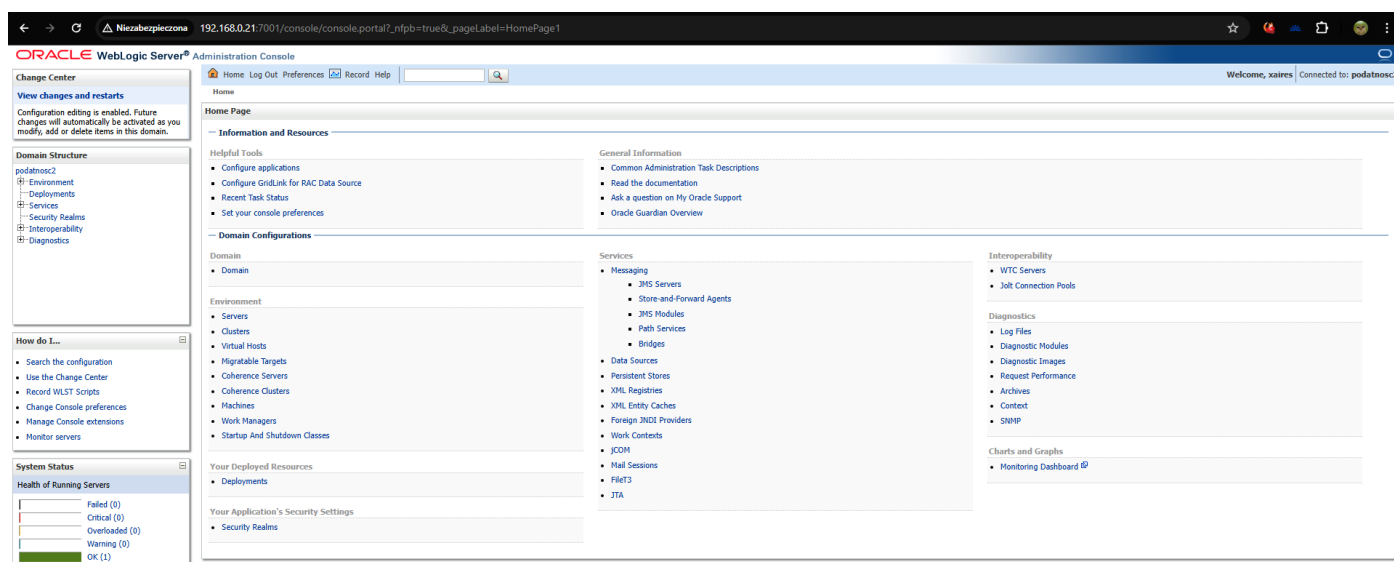 Niezabezpieczona 192.168.0.21:7001/console/console.portal?_nfpb=true&_pageLabel=HomePage1
ORACLE WebLogic Server® Administration Console
Change Center
View changes and restarts
Configuration editing is enabled. Future
changes will automatically be activated as you
modify, add or delete items in this domain.
Domain Structure
podatnosc2
Environment
Deployments
Services
Security Realms
Interoperability
Diagnostics
How do I...
Search the configuration
Use the Change Center
Record WLST Scripts
Change Console preferences
Manage Console extensions
Monitor servers
System Status
Health of Running Servers
Failed (0)
Critical (0)
Overloaded (0)
Warning (0)
OK (1)
Home Log Out Preferences Record Help
Welcome, xaires Connected to: podatnosc2
Home
Home Page
Information and Resources
Helpful Tools
Configure applications
Configure GridLink for RAC Data Source
Recent Task Status
Set your console preferences
General Information
Common Administration Task Descriptions
Read the documentation
Ask a question on My Oracle Support
Oracle Guardian Overview
Domain Configurations
Domain
Domain
Environment
Servers
Clusters
Virtual Hosts
Migratable Targets
Coherence Servers
Coherence Clusters
Machines
Work Managers
Startup And Shutdown Classes
Your Deployed Resources
Deployments
Your Application's Security Settings
Security Realms
Services
Messaging
JMS Servers
Store-and-Forward Agents
JMS Modules
Path Services
Bridges
Data Sources
Persistent Stores
XML Registries
XML Entity Caches
Foreign JNDI Providers
Work Contexts
jCOM
Mail Sessions
FileT3
JTA
Interoperability
WTC Servers
Jolt Connection Pools
Diagnostics
Log Files
Diagnostic Modules
Diagnostic Images
Request Performance
Archives
Context
SNMP
Charts and Graphs
Monitoring Dashboard